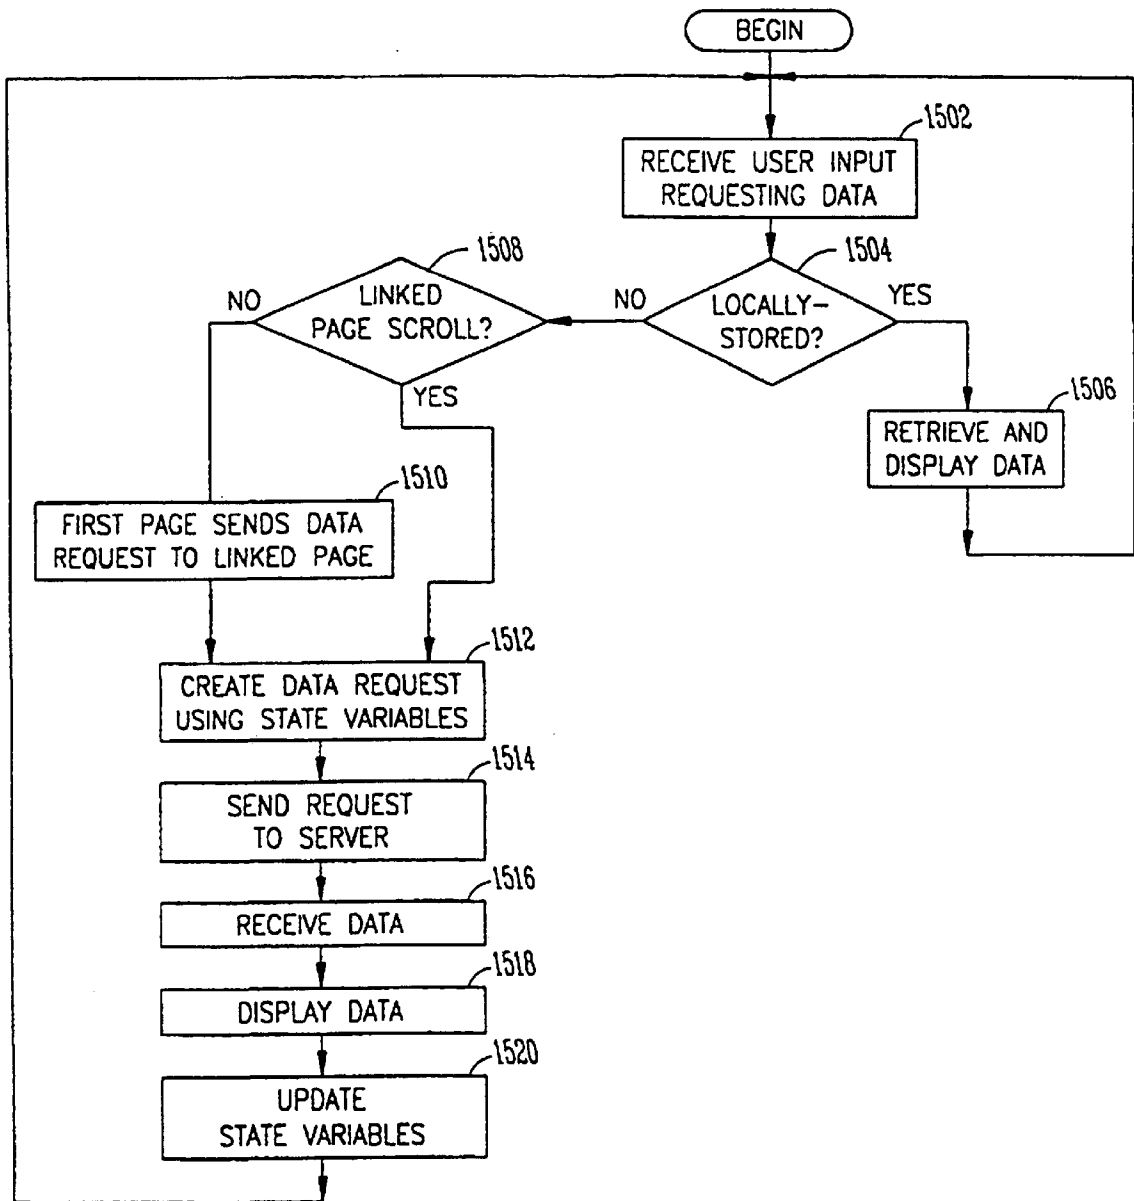 BEGIN
1502
RECEIVE USER INPUT
REQUESTING DATA
1504
LOCALLY-
STORED?
NO
YES
1506
RETRIEVE AND
DISPLAY DATA
1508
LINKED
PAGE SCROLL?
NO
YES
1510
FIRST PAGE SENDS DATA
REQUEST TO LINKED PAGE
1512
CREATE DATA REQUEST
USING STATE VARIABLES
1514
SEND REQUEST
TO SERVER
1516
RECEIVE DATA
1518
DISPLAY DATA
1520
UPDATE
STATE VARIABLES